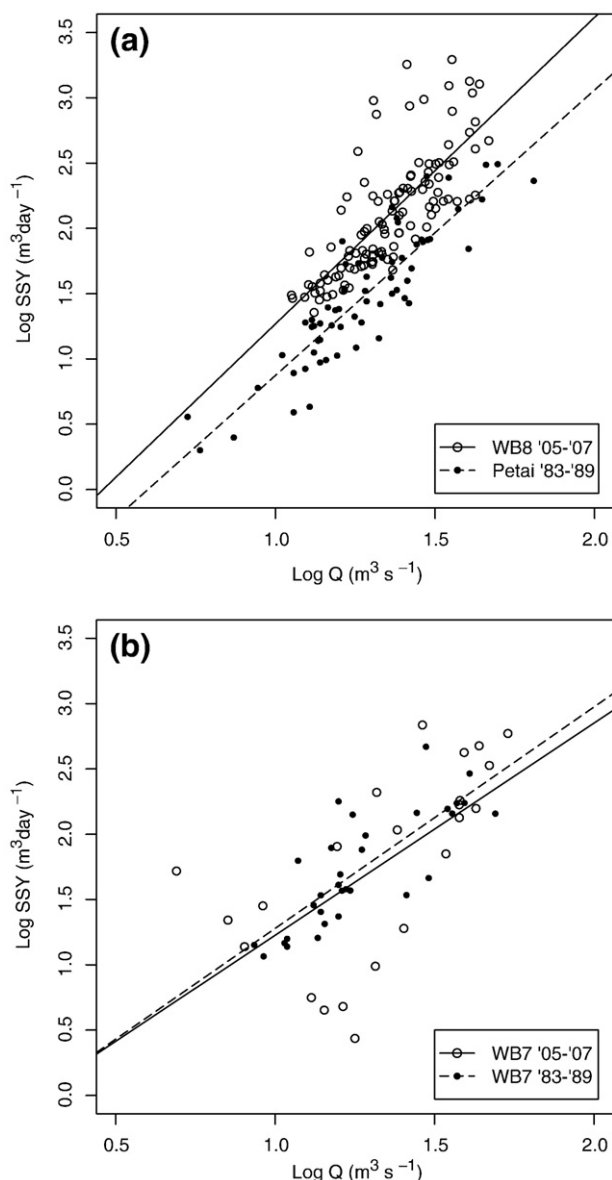 (a)
Log SSY (m³day⁻¹)
3.5
3.0
2.5
2.0
1.5
1.0
0.5
0.0
WB8 '05-'07
Petai '83-'89
0.5 1.0 1.5 2.0
Log Q (m³ s⁻¹)
(b)
Log SSY (m³day⁻¹)
3.5
3.0
2.5
2.0
1.5
1.0
0.5
0.0
WB7 '05-'07
WB7 '83-'89
0.5 1.0 1.5 2.0
Log Q (m³ s⁻¹)